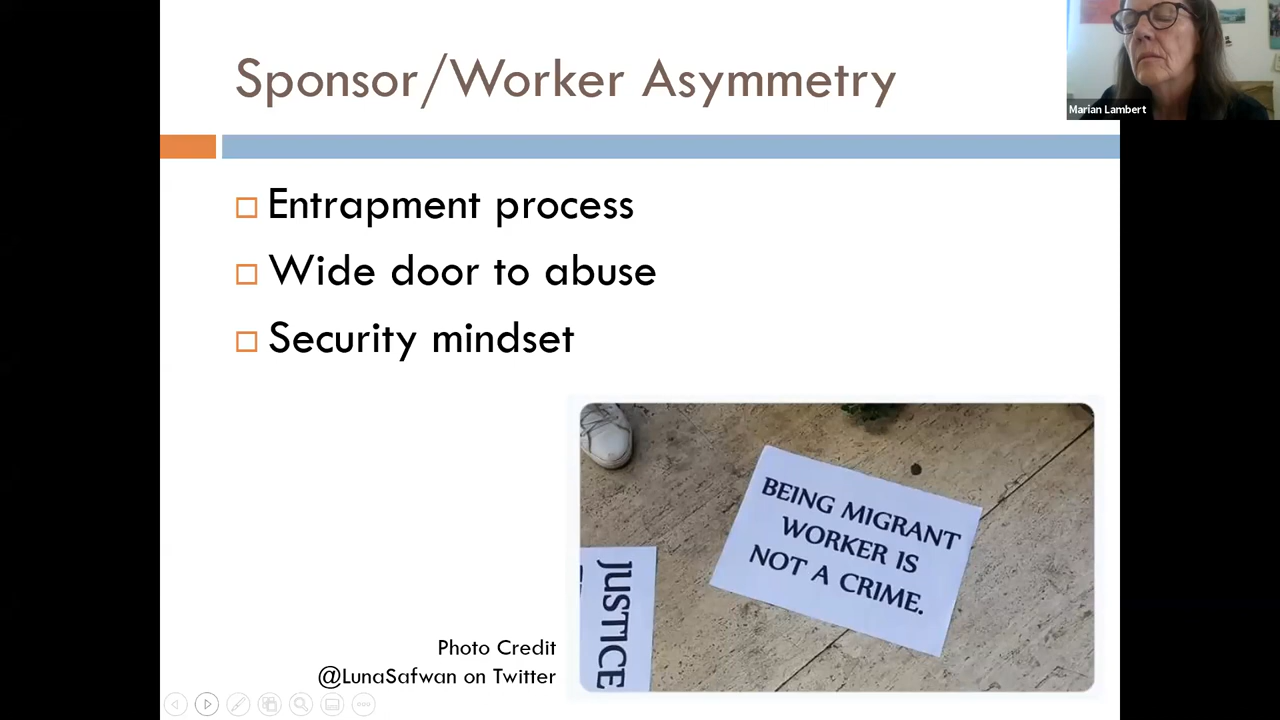 Sponsor/Worker Asymmetry
Marian Lambert
Entrapment process
Wide door to abuse
Security mindset
BEING MIGRANT
WORKER IS
NOT A CRIME.
JUSTICE
Photo Credit
@LunaSafwan on Twitter